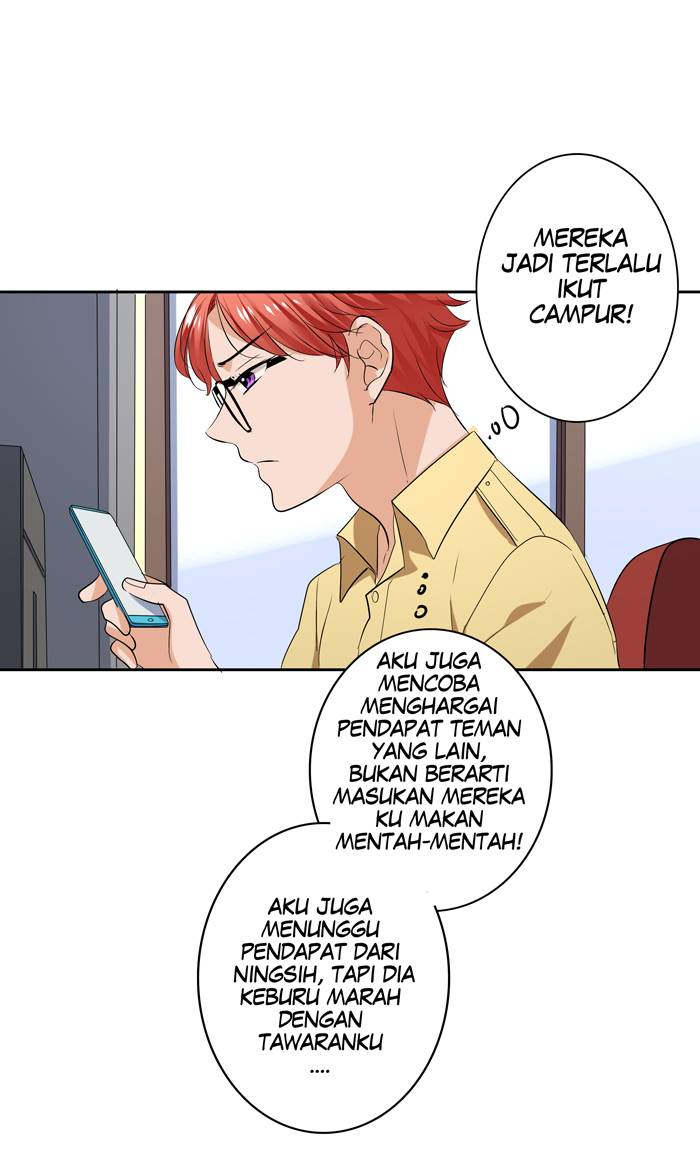 MEREKA
JADI TERLALU
IKUT
CAMPUR!
AKU JUGA
MENCOBA
MENGHARGAI
PENDAPAT TEMAN
YANG LAIN,
BUKAN BERARTI
MASUKAN MEREKA
KU MAKAN
MENTAH-MENTAH!
AKU JUGA
MENUNGGU
PENDAPAT DARI
NINGSIH, TAPI DIA
KEBURU MARAH
DENGAN
TAWARANKU
....